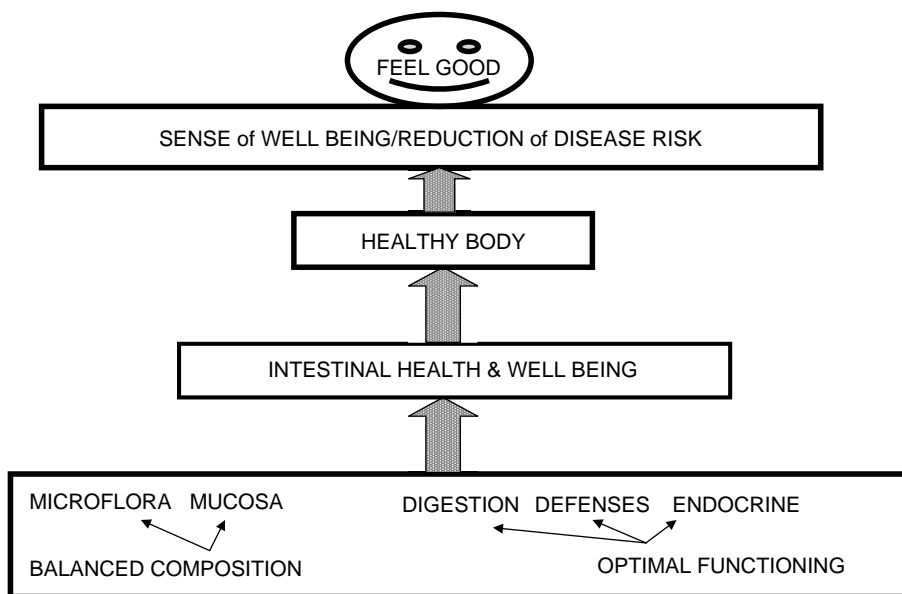 FEEL GOOD
SENSE of WELL BEING/REDUCTION of DISEASE RISK
HEALTHY BODY
INTESTINAL HEALTH & WELL BEING
MICROFLORA MUCOSA DIGESTION DEFENSES ENDOCRINE
BALANCED COMPOSITION OPTIMAL FUNCTIONING